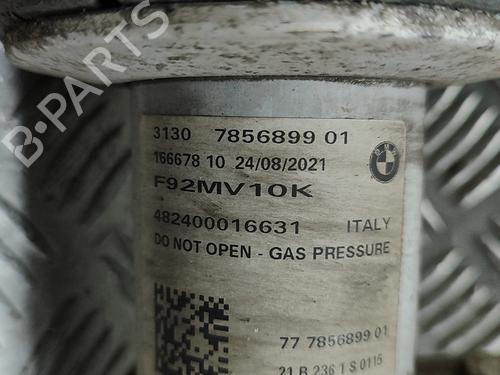 B-PARTS
3130 7856899 01
166678 10 24/08/2021
BMW
F92MV10K
482400016631 ITALY
DO NOT OPEN - GAS PRESSURE
77 7856899 01
21 B 236 1 S 0115